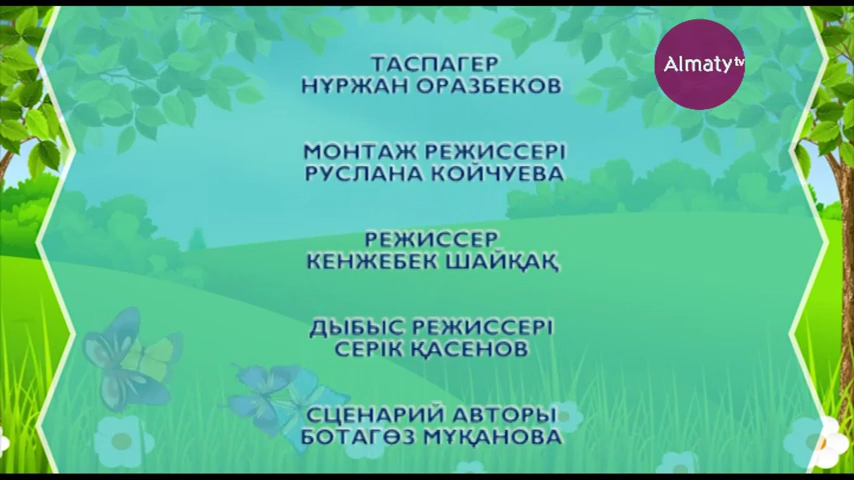 Almaty tv
ТАСПАГЕР
НҰРЖАН ОРАЗБЕКОВ
МОНТАЖ РЕЖИССЕРІ
РУСЛАНА КОЙЧУЕВА
РЕЖИССЕР
КЕНЖЕБЕК ШАЙҚАҚ
ДЫБЫС РЕЖИССЕРІ
СЕРІК ҚАСЕНОВ
СЦЕНАРИЙ АВТОРЫ
БОТАГӨЗ МҰҚАНОВА